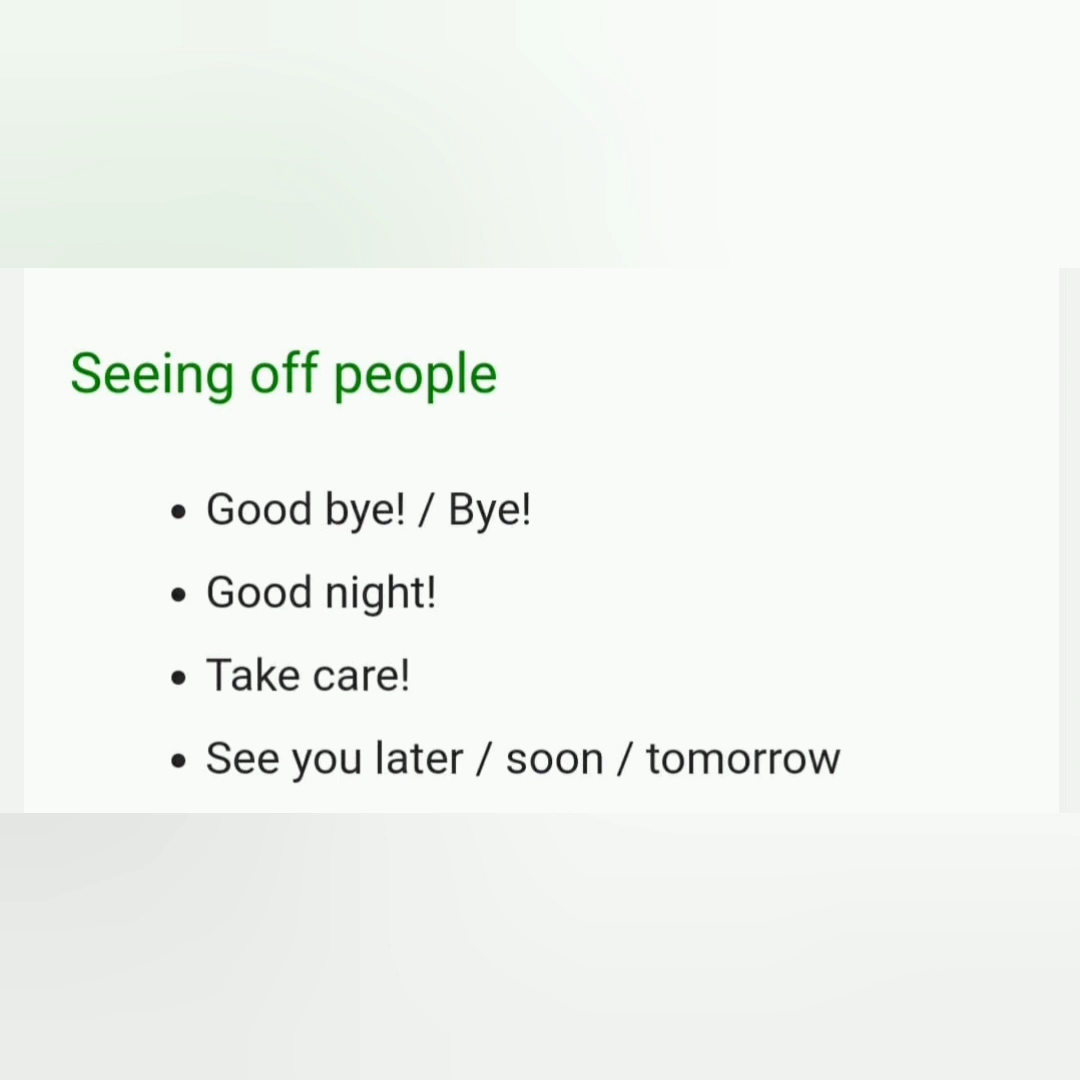 Seeing off people
• Good bye! / Bye!
• Good night!
• Take care!
• See you later / soon / tomorrow